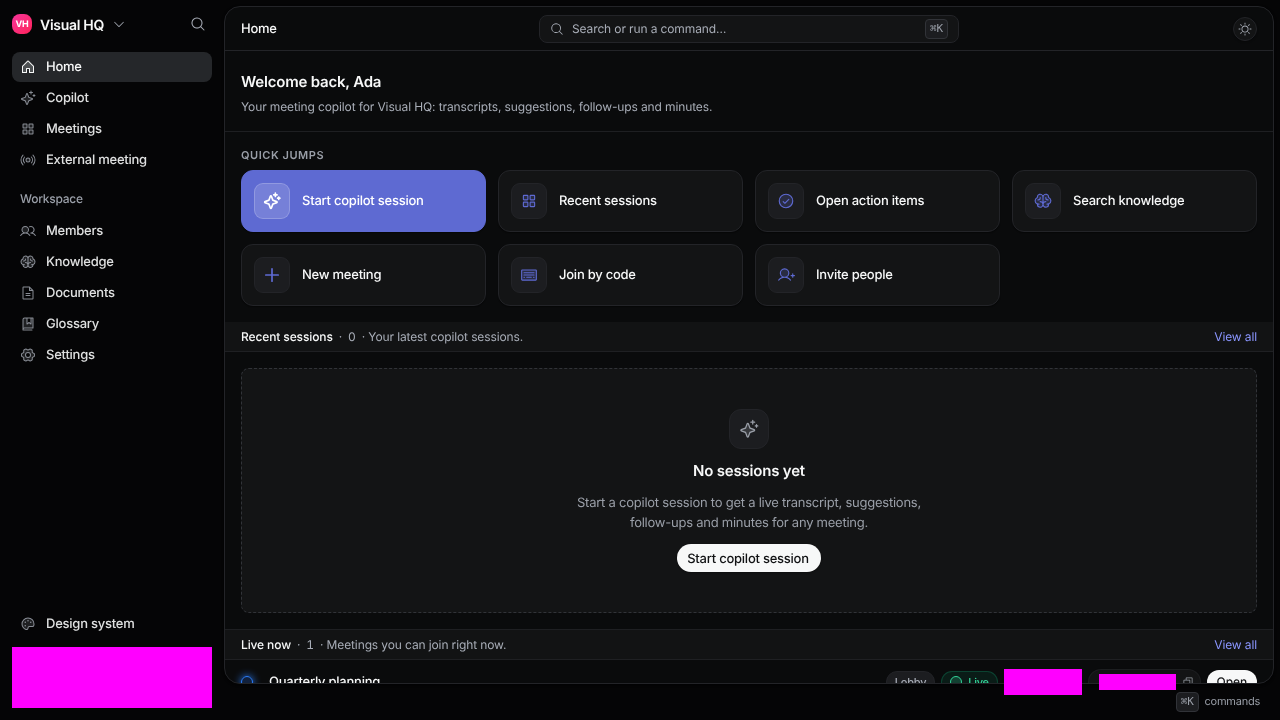 VH Visual HQ
Home
Copilot
Meetings
External meeting
Workspace
Members
Knowledge
Documents
Glossary
Settings
Design system
Home
Search or run a command...
⌘K
Welcome back, Ada
Your meeting copilot for Visual HQ: transcripts, suggestions, follow-ups and minutes.
QUICK JUMPS
Start copilot session
Recent sessions
Open action items
Search knowledge
New meeting
Join by code
Invite people
Recent sessions · 0 · Your latest copilot sessions.
View all
No sessions yet
Start a copilot session to get a live transcript, suggestions,
follow-ups and minutes for any meeting.
Start copilot session
Live now · 1 · Meetings you can join right now.
View all
Quarterly planning
Lobby
Live
Open
⌘K commands